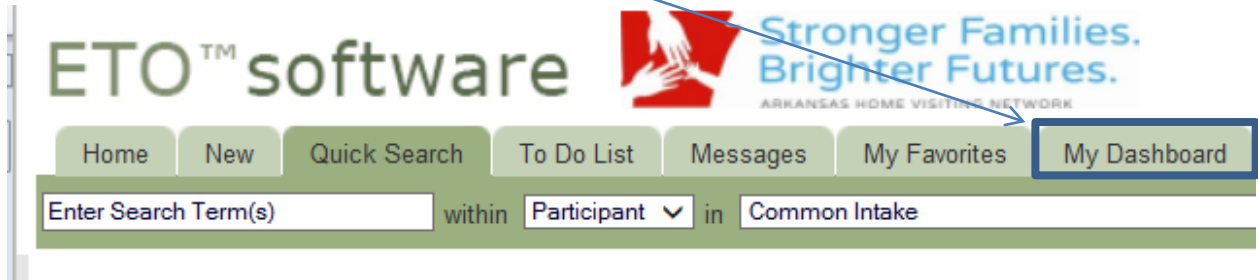 ETO™software
Stronger Families.
Brighter Futures.
ARKANSAS HOME VISITING NETWORK
Home New Quick Search To Do List Messages My Favorites My Dashboard
Enter Search Term(s) within Participant in Common Intake